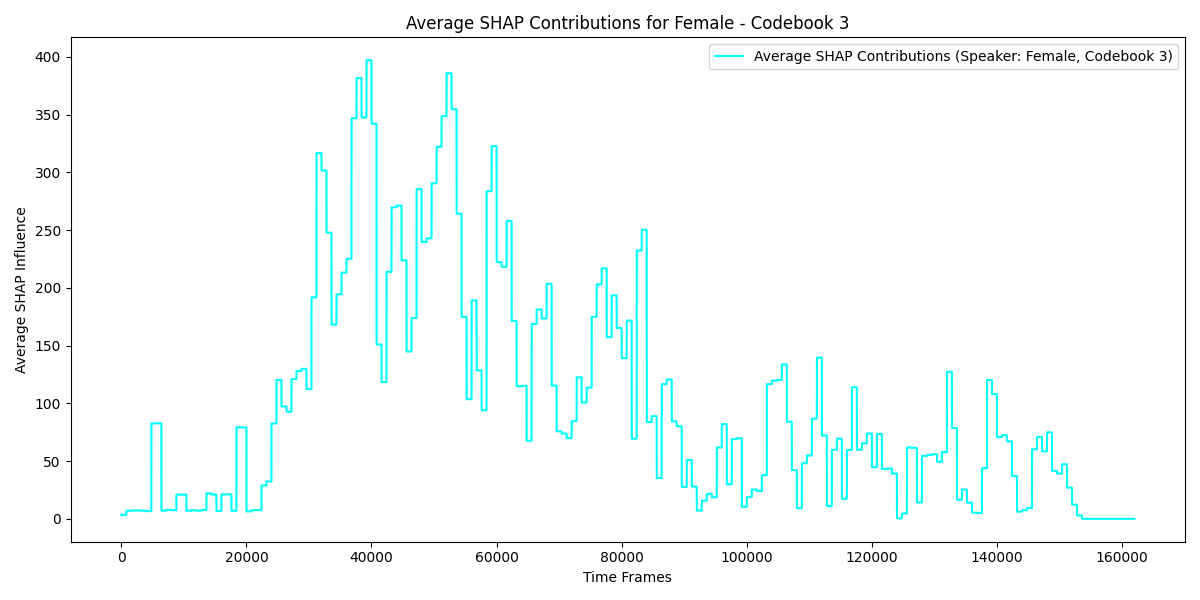 Average SHAP Contributions for Female - Codebook 3
Average SHAP Contributions (Speaker: Female, Codebook 3)
Average SHAP Influence
400
350
300
250
200
150
100
50
0
0 20000 40000 60000 80000 100000 120000 140000 160000
Time Frames